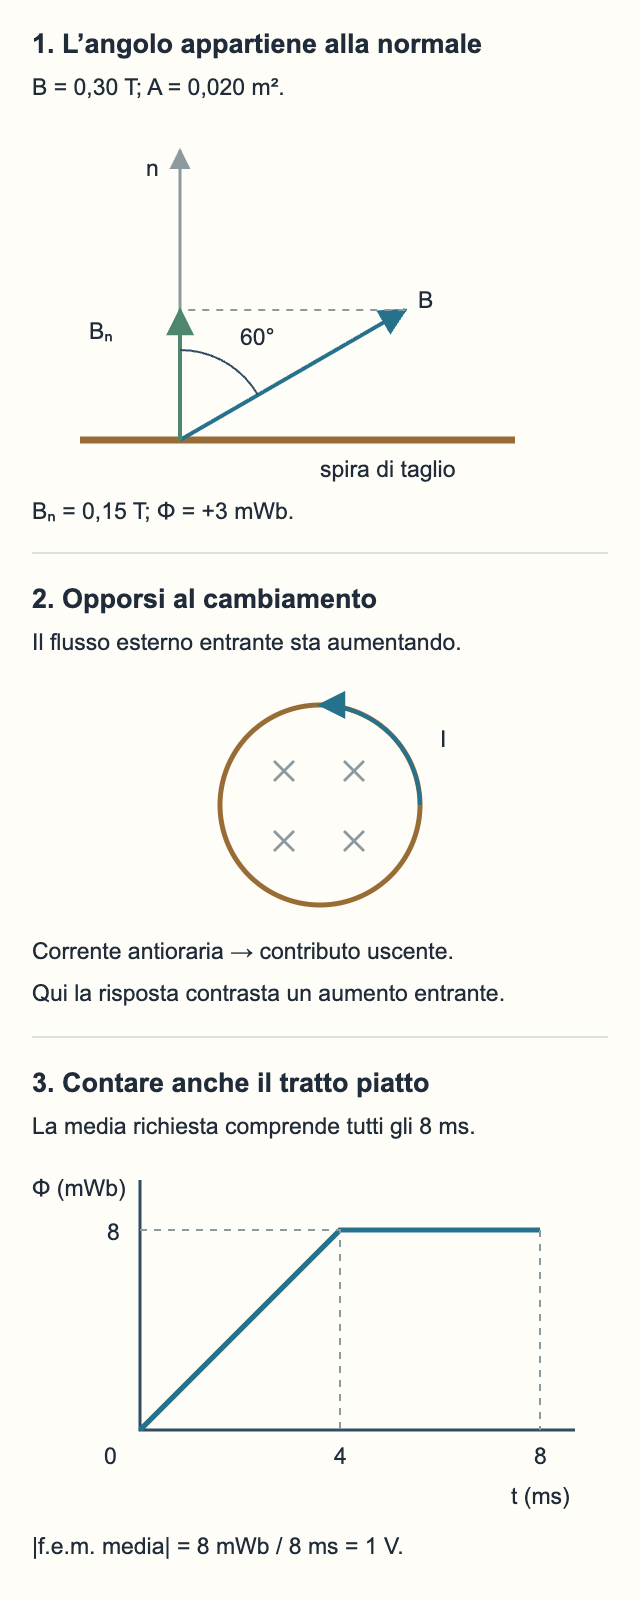 1. L’angolo appartiene alla normale
B = 0,30 T; A = 0,020 m².
n
B
Bₙ
60°
spira di taglio
Bₙ = 0,15 T; Φ = +3 mWb.
2. Opporsi al cambiamento
Il flusso esterno entrante sta aumentando.
I
Corrente antioraria → contributo uscente.
Qui la risposta contrasta un aumento entrante.
3. Contare anche il tratto piatto
La media richiesta comprende tutti gli 8 ms.
Φ (mWb)
8
0 4 8
t (ms)
|f.e.m. media| = 8 mWb / 8 ms = 1 V.